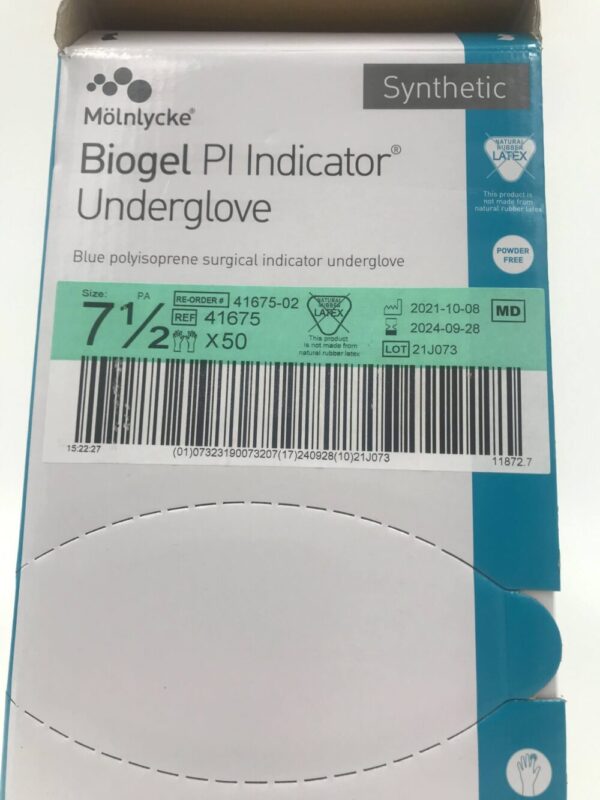 Synthetic
Mölnlycke®
Biogel PI Indicator®
Underglove
Blue polyisoprene surgical indicator underglove
NATURAL
RUBBER
LATEX
This product is
not made from
natural rubber latex
POWDER
FREE
Size:
7½
PA
RE-ORDER # 41675-02
REF 41675
X50
NATURAL
RUBBER
LATEX
This product
is not made from
natural rubber latex
2021-10-08
2024-09-28
LOT 21J073
MD
15:22:27
(01)07323190073207(17)240928(10)21J073
11872.7